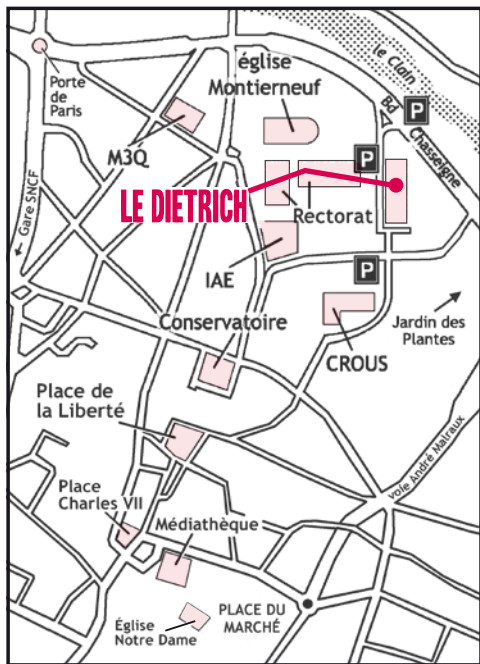 le Clain
église
Montierneuf
Porte
de
Paris
P
Bd
Chasseigne
M3Q
P
LE DIETRICH
Rectorat
← Gare SNCF
IAE
P
Conservatoire
Jardin des
Plantes
CROUS
Place de
la Liberté
voie André Malraux
Place
Charles VII
Médiathèque
PLACE DU
MARCHÉ
Église
Notre Dame